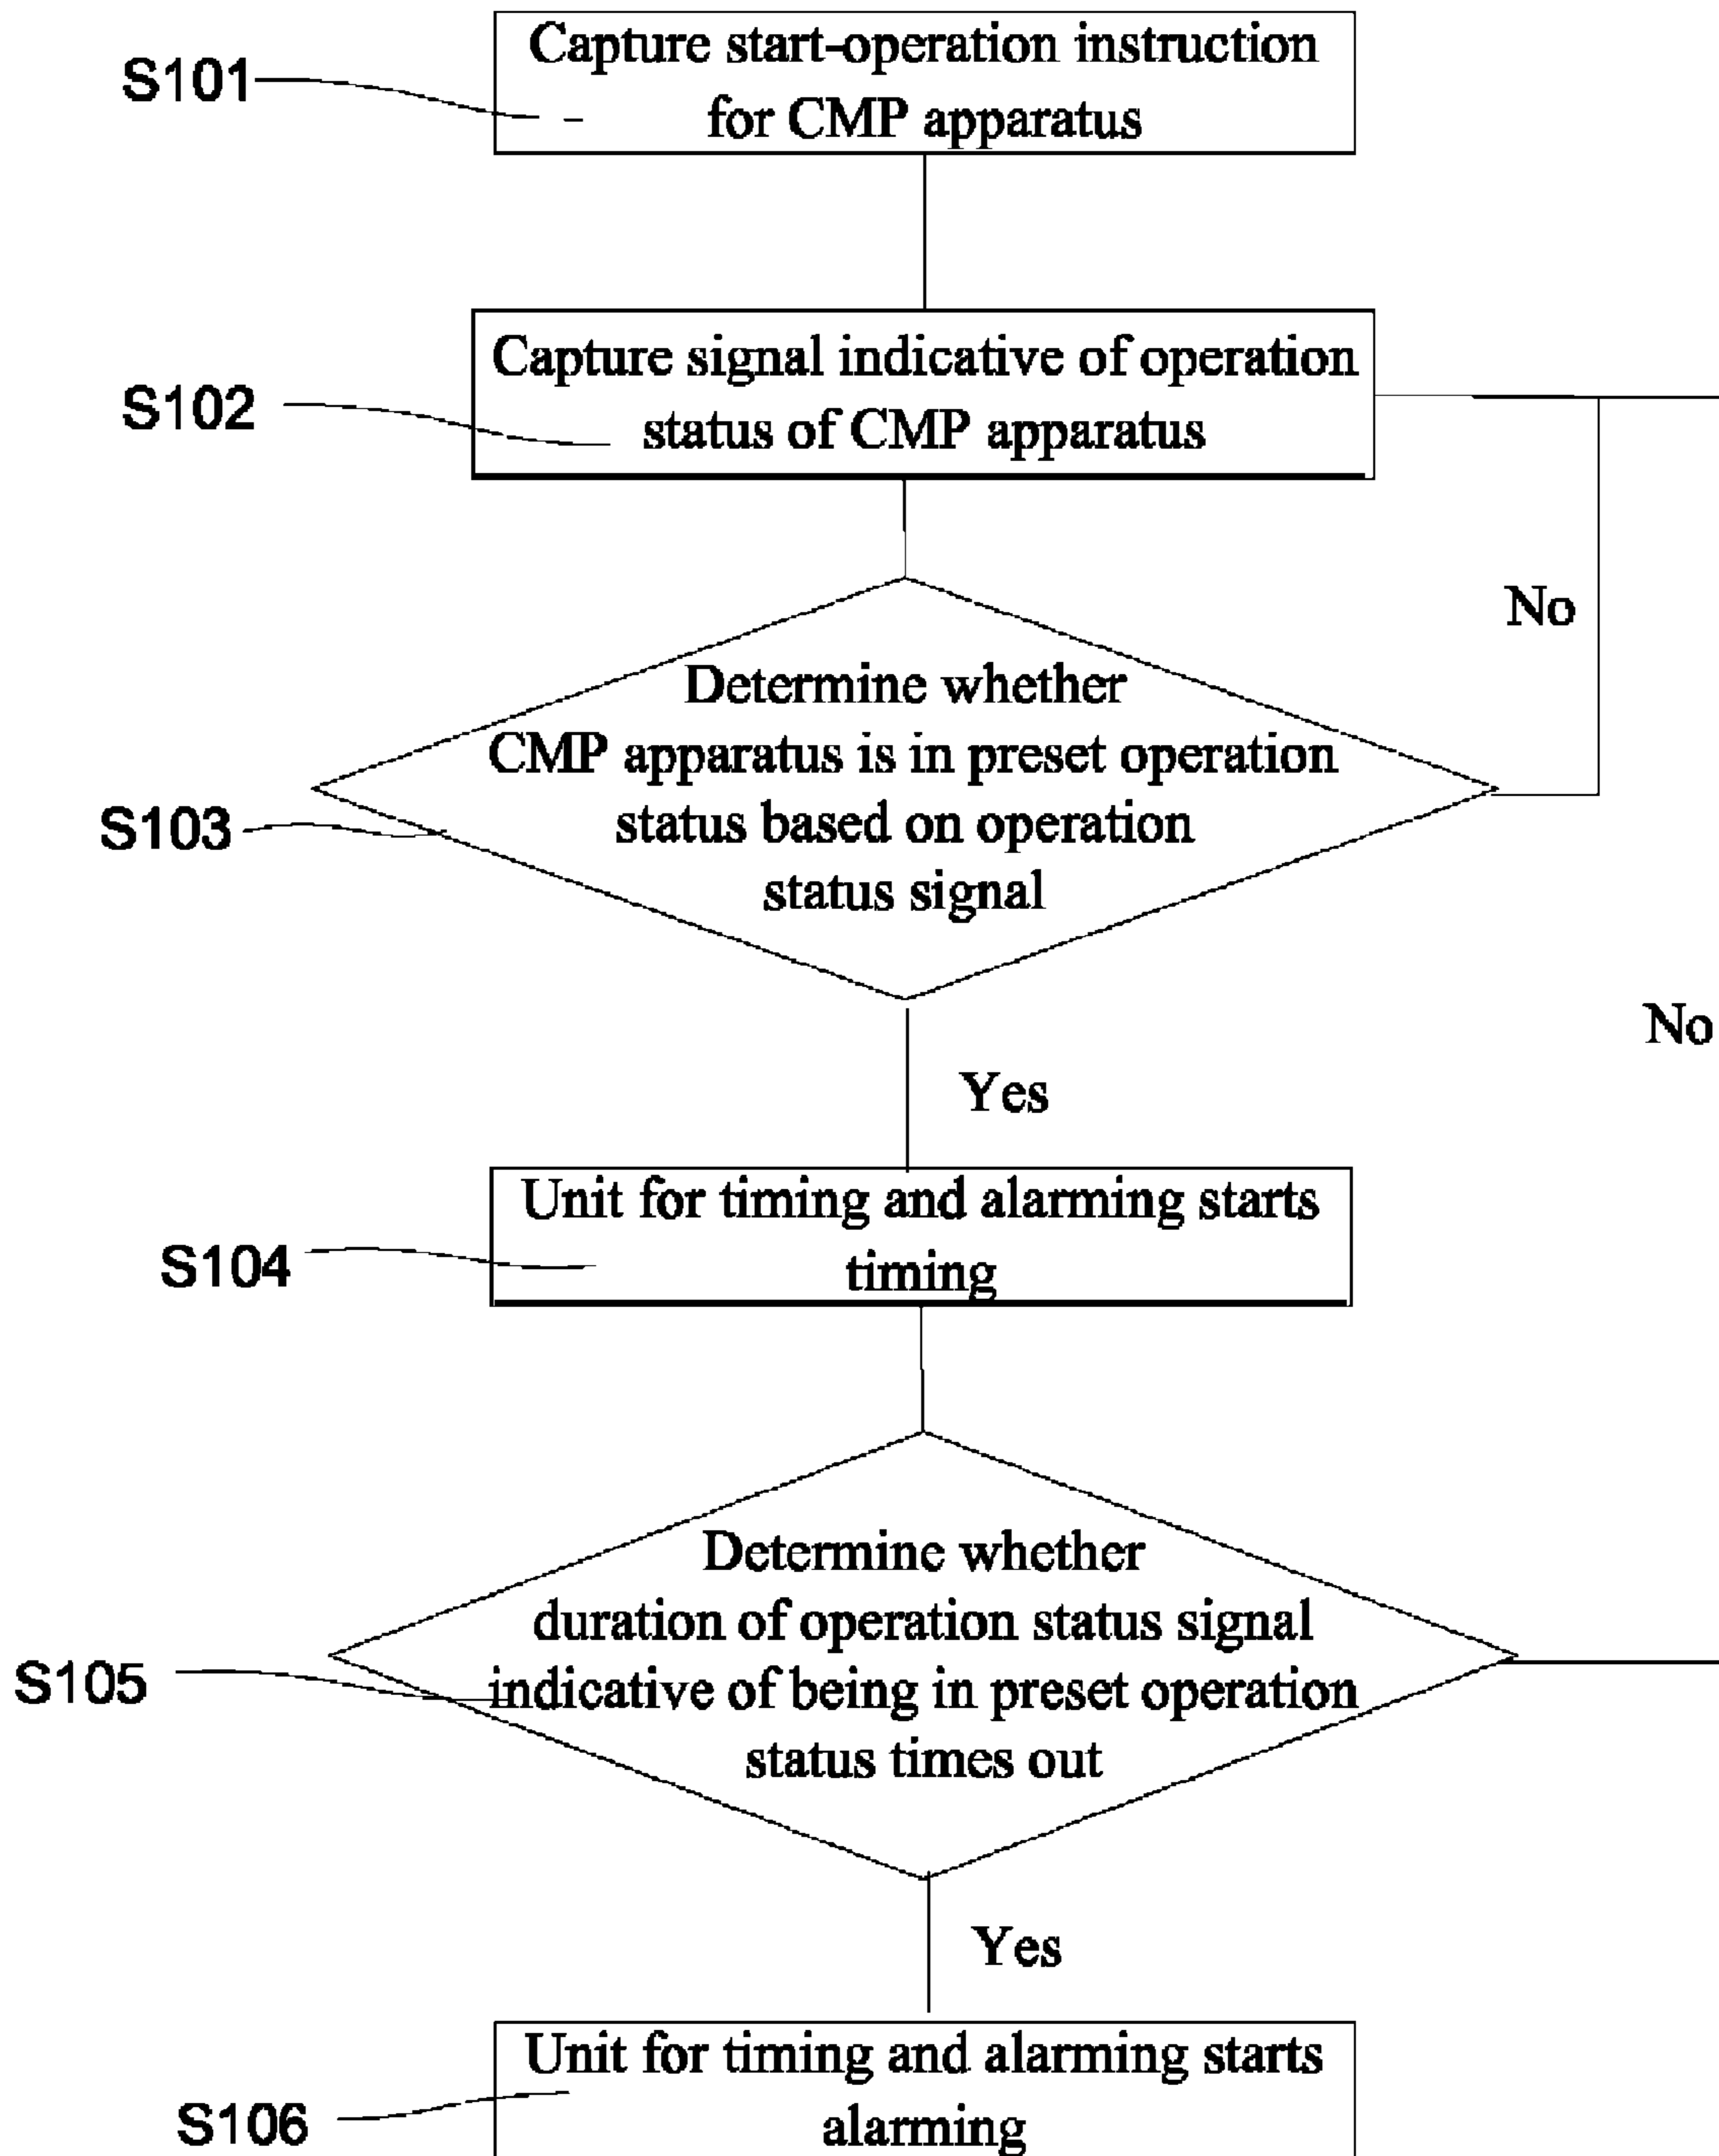 S101
Capture start-operation instruction
for CMP apparatus
S102
Capture signal indicative of operation
status of CMP apparatus
No
S103
Determine whether
CMP apparatus is in preset operation
status based on operation
status signal
No
Yes
S104
Unit for timing and alarming starts
timing
S105
Determine whether
duration of operation status signal
indicative of being in preset operation
status times out
Yes
S106
Unit for timing and alarming starts
alarming